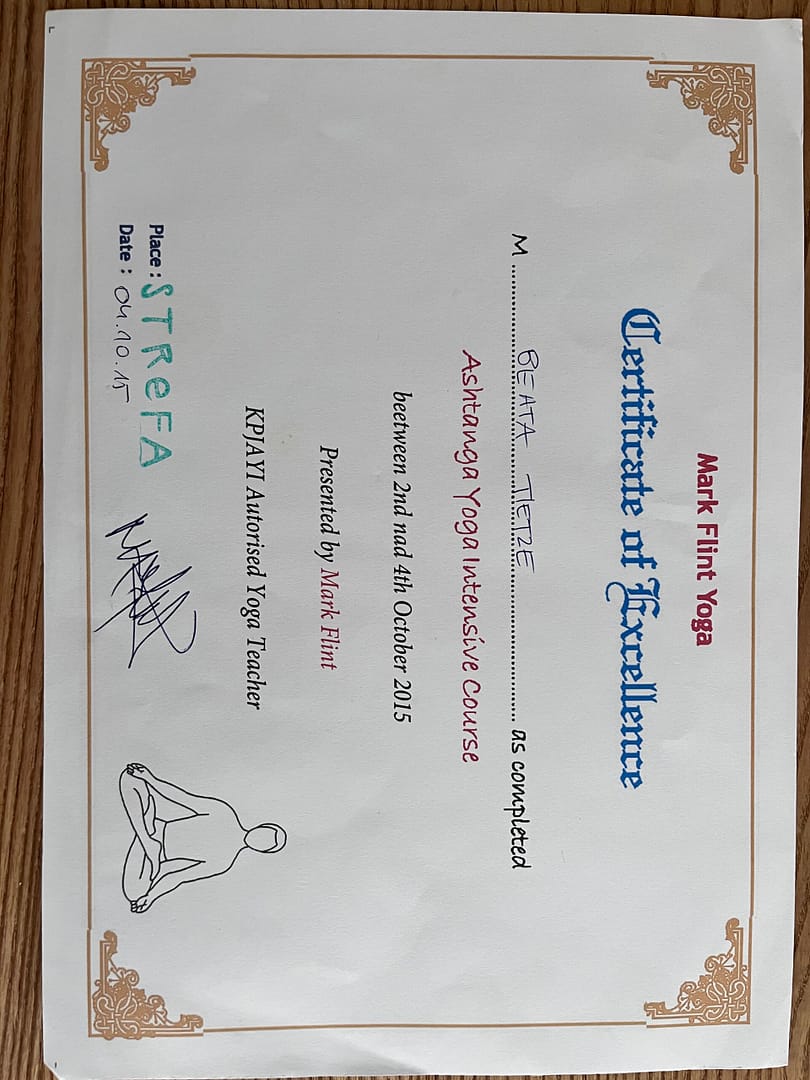 Mark Flint Yoga
Certificate of Excellence
M ........ BEATA TIETZE ........ as completed
Ashtanga Yoga Intensive Course
beetween 2nd nad 4th October 2015
Presented by Mark Flint
KPJAYI Autorised Yoga Teacher
Place : STReFA
Date : 04.10.15